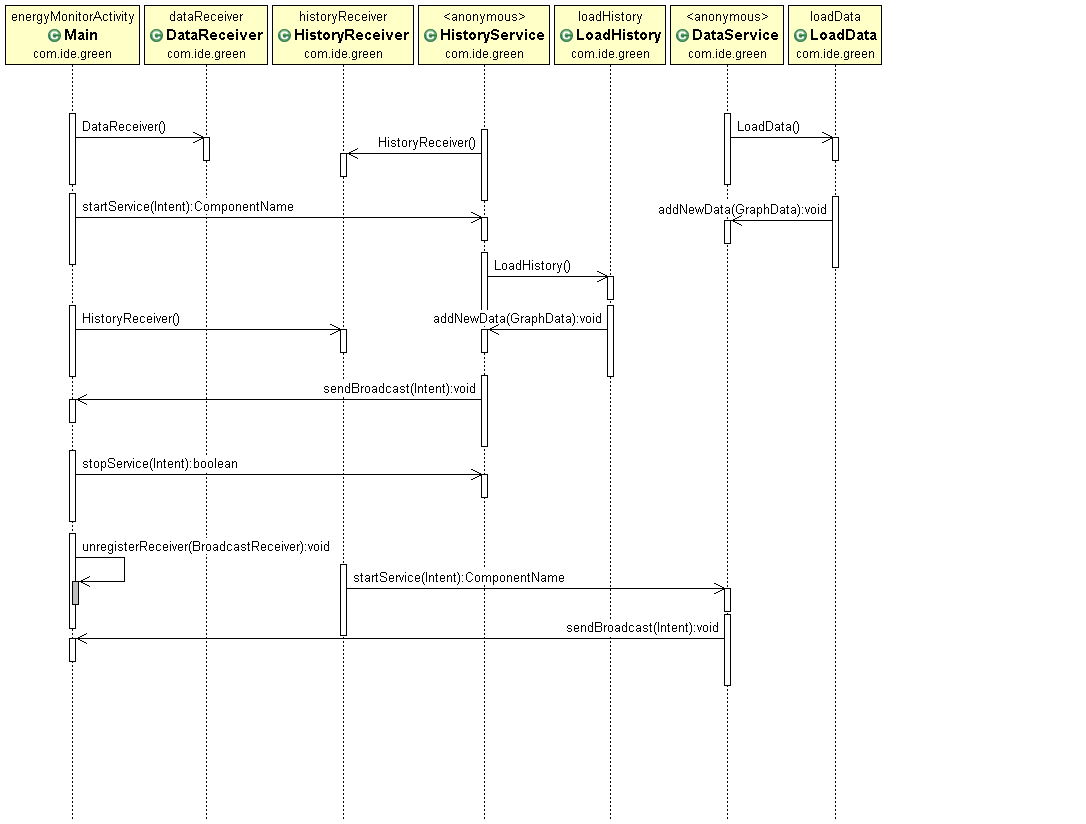 energyMonitorActivity
C Main
com.ide.green
dataReceiver
C DataReceiver
com.ide.green
historyReceiver
C HistoryReceiver
com.ide.green
<anonymous>
C HistoryService
com.ide.green
loadHistory
C LoadHistory
com.ide.green
<anonymous>
C DataService
com.ide.green
loadData
C LoadData
com.ide.green
DataReceiver()
LoadData()
HistoryReceiver()
startService(Intent):ComponentName
addNewData(GraphData):void
LoadHistory()
HistoryReceiver()
addNewData(GraphData):void
sendBroadcast(Intent):void
stopService(Intent):boolean
unregisterReceiver(BroadcastReceiver):void
startService(Intent):ComponentName
sendBroadcast(Intent):void